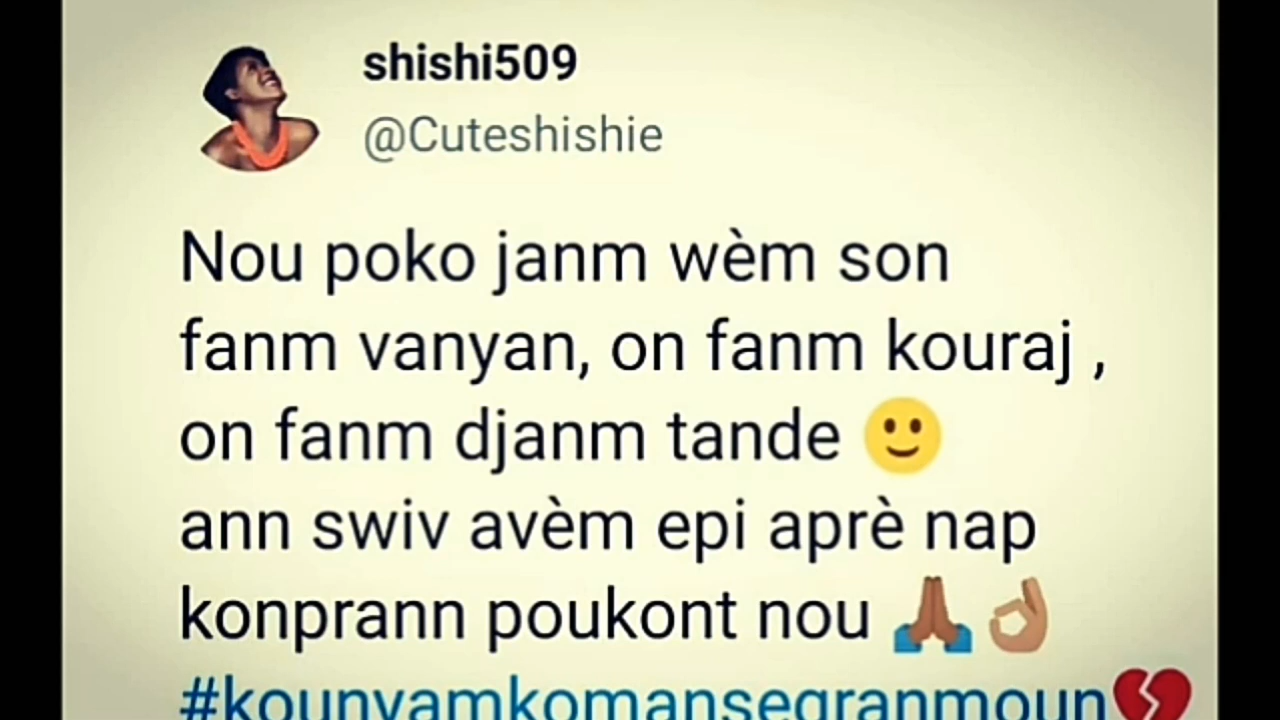 shishi509
@Cuteshishie
Nou poko janm wèm son
fanm vanyan, on fanm kouraj ,
on fanm djanm tande 🙂
ann swiv avèm epi aprè nap
konprann poukont nou 🙏🏾👌🏽
#kounyamkomansegranmoun💔